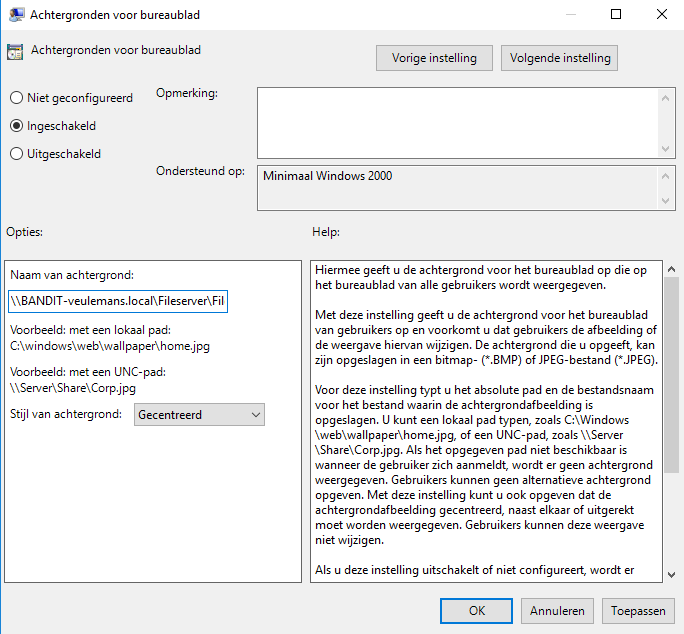 Achtergronden voor bureaublad
Achtergronden voor bureaublad
Vorige instelling
Volgende instelling
Niet geconfigureerd
Ingeschakeld
Uitgeschakeld
Opmerking:
Ondersteund op:
Minimaal Windows 2000
Opties:
Help:
Naam van achtergrond:
\\BANDIT-veulemans.local\Fileserver\Fil
Voorbeeld: met een lokaal pad:
C:\windows\web\wallpaper\home.jpg
Voorbeeld: met een UNC-pad:
\\Server\Share\Corp.jpg
Stijl van achtergrond:
Gecentreerd
Hiermee geeft u de achtergrond voor het bureaublad op die op
het bureaublad van alle gebruikers wordt weergegeven.
Met deze instelling geeft u de achtergrond voor het bureaublad
van gebruikers op en voorkomt u dat gebruikers de afbeelding of
de weergave hiervan wijzigen. De achtergrond die u opgeeft, kan
zijn opgeslagen in een bitmap- (*.BMP) of JPEG-bestand (*.JPEG).
Voor deze instelling typt u het absolute pad en de bestandsnaam
voor het bestand waarin de achtergrondafbeelding is
opgeslagen. U kunt een lokaal pad typen, zoals C:\Windows
\web\wallpaper\home.jpg, of een UNC-pad, zoals \\Server
\Share\Corp.jpg. Als het opgegeven pad niet beschikbaar is
wanneer de gebruiker zich aanmeldt, wordt er geen achtergrond
weergegeven. Gebruikers kunnen geen alternatieve achtergrond
opgeven. Met deze instelling kunt u ook opgeven dat de
achtergrondafbeelding gecentreerd, naast elkaar of uitgerekt
moet worden weergegeven. Gebruikers kunnen deze weergave
niet wijzigen.
Als u deze instelling uitschakelt of niet configureert, wordt er
OK
Annuleren
Toepassen